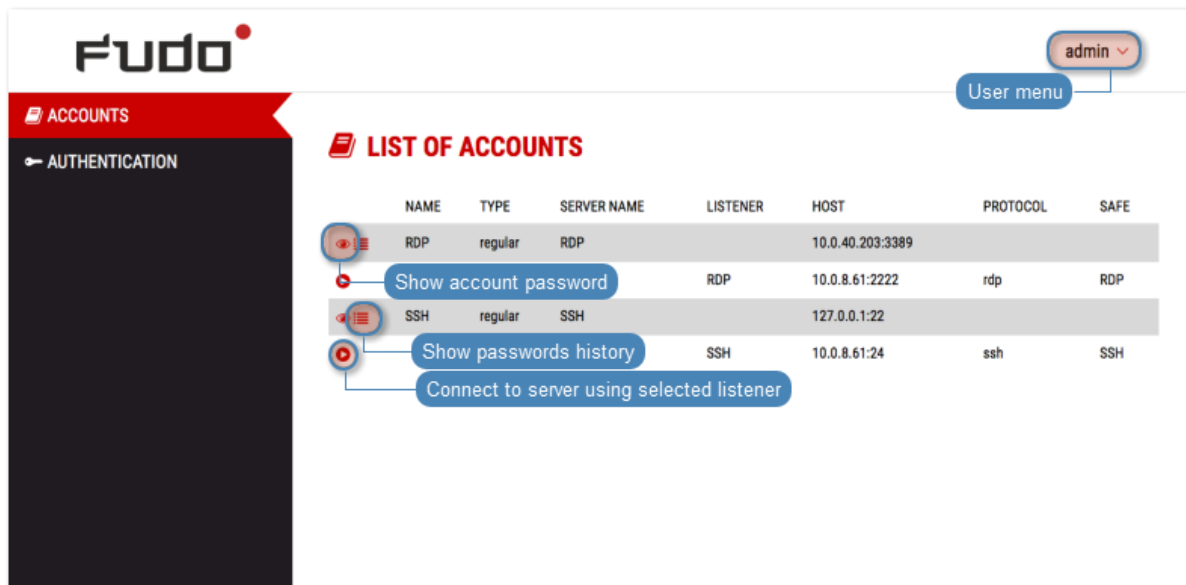 Fudo
admin
User menu
ACCOUNTS
AUTHENTICATION
LIST OF ACCOUNTS
NAME TYPE SERVER NAME LISTENER HOST PROTOCOL SAFE
RDP regular RDP 10.0.40.203:3389
Show account password RDP 10.0.8.61:2222 rdp RDP
SSH regular SSH 127.0.0.1:22
Show passwords history SSH 10.0.8.61:24 ssh SSH
Connect to server using selected listener